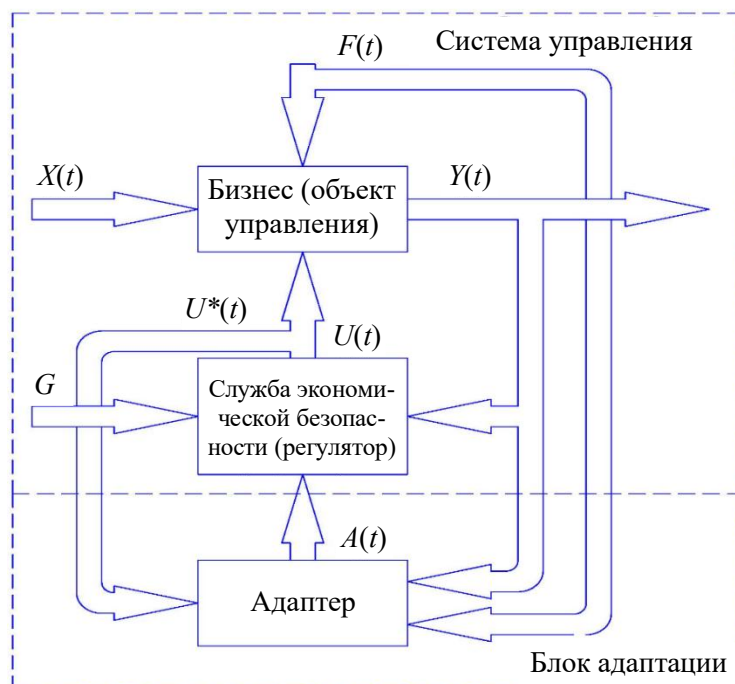 F(t)
Система управления
X(t)
Бизнес (объект
управления)
Y(t)
U*(t)
U(t)
G
Служба экономи-
ческой безопас-
ности (регулятор)
A(t)
Адаптер
Блок адаптации